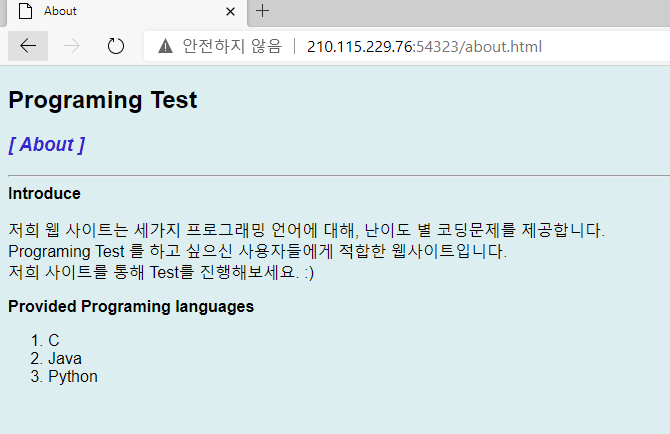 About
안전하지 않음 210.115.229.76:54323/about.html
Programing Test
[ About ]
Introduce
저희 웹 사이트는 세가지 프로그래밍 언어에 대해, 난이도 별 코딩문제를 제공합니다.
Programing Test 를 하고 싶으신 사용자들에게 적합한 웹사이트입니다.
저희 사이트를 통해 Test를 진행해보세요. :)
Provided Programing languages
1. C
2. Java
3. Python